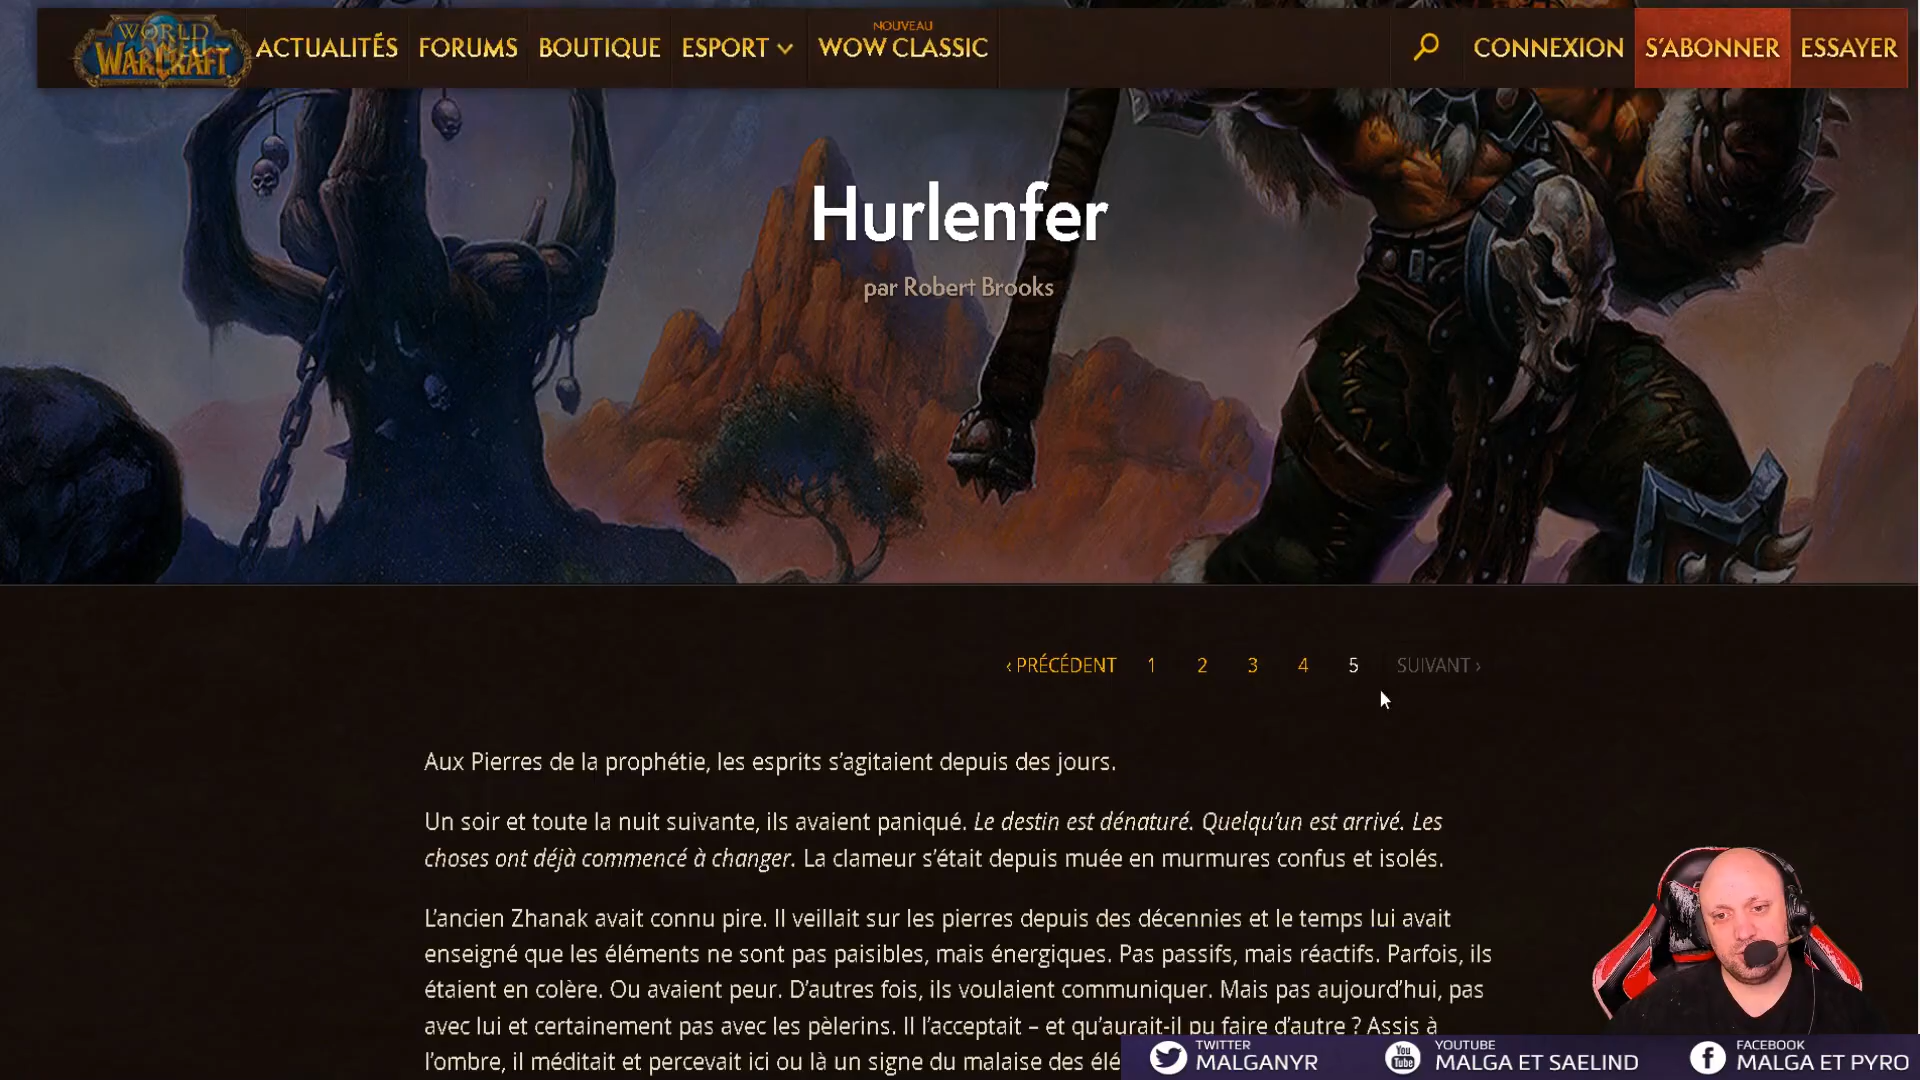 WORLD WARCRAFT
ACTUALITÉS FORUMS BOUTIQUE ESPORT NOUVEAU WOW CLASSIC CONNEXION S'ABONNER ESSAYER
Hurlenfer
par Robert Brooks
‹ PRÉCÉDENT 1 2 3 4 5 SUIVANT ›
Aux Pierres de la prophétie, les esprits s’agitaient depuis des jours.
Un soir et toute la nuit suivante, ils avaient paniqué. Le destin est dénaturé. Quelqu’un est arrivé. Les
choses ont déjà commencé à changer. La clameur s’était depuis muée en murmures confus et isolés.
L’ancien Zhanak avait connu pire. Il veillait sur les pierres depuis des décennies et le temps lui avait
enseigné que les éléments ne sont pas paisibles, mais énergiques. Pas passifs, mais réactifs. Parfois, ils
étaient en colère. Ou avaient peur. D’autres fois, ils voulaient communiquer. Mais pas aujourd’hui, pas
avec lui et certainement pas avec les pèlerins. Il l’acceptait – et qu’aurait-il pu faire d’autre ? Assis à
l’ombre, il méditait et percevait ici ou là un signe du malaise des élé
TWITTER MALGANYR
You Tube YOUTUBE MALGA ET SAELIND
FACEBOOK MALGA ET PYRO